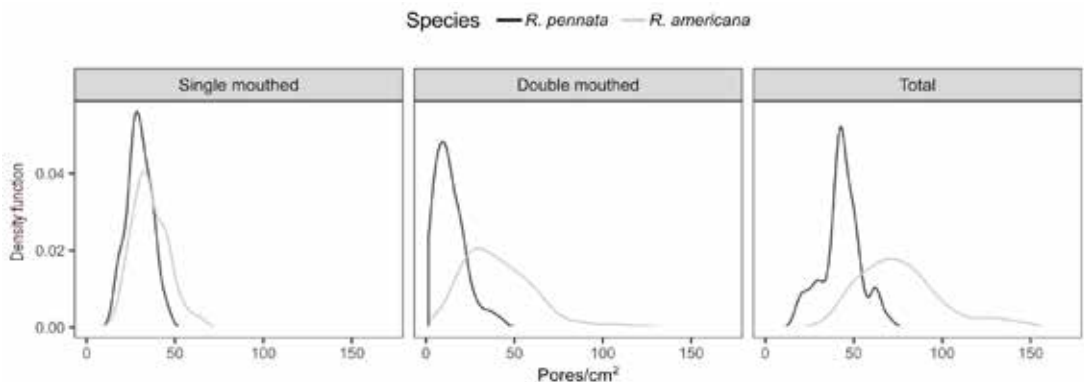 Species R. pennata R. americana
Single mouthed Double mouthed Total
Density function
0.04
0.02
0.00
0 50 100 150 0 50 100 150 0 50 100 150
Pores/cm²